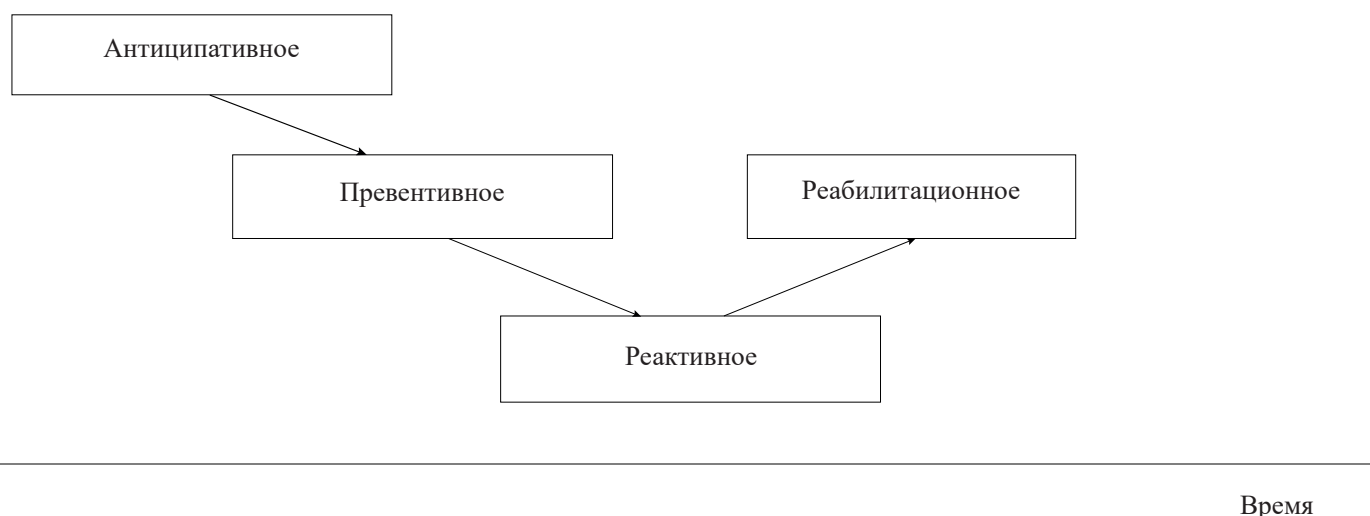 Антиципативное
Превентивное
Реабилитационное
Реактивное
Время